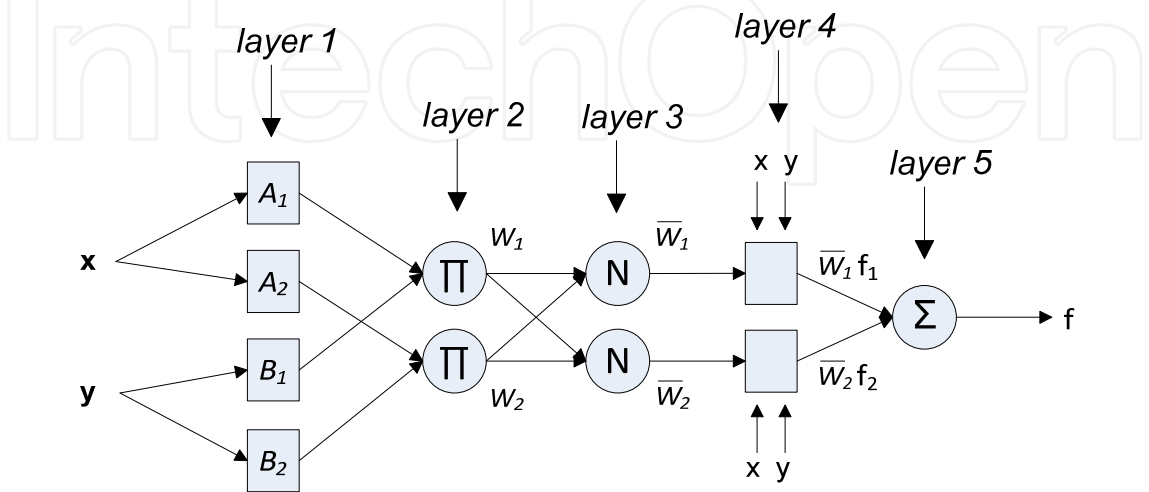 IntechOpen
layer 1
layer 2
layer 3
layer 4
layer 5
x y
A₁
A₂
B₁
B₂
x
y
∏
∏
w₁
w₂
N
N
w̅₁
w̅₂
w̅₁ f₁
w̅₂ f₂
Σ
f
x y